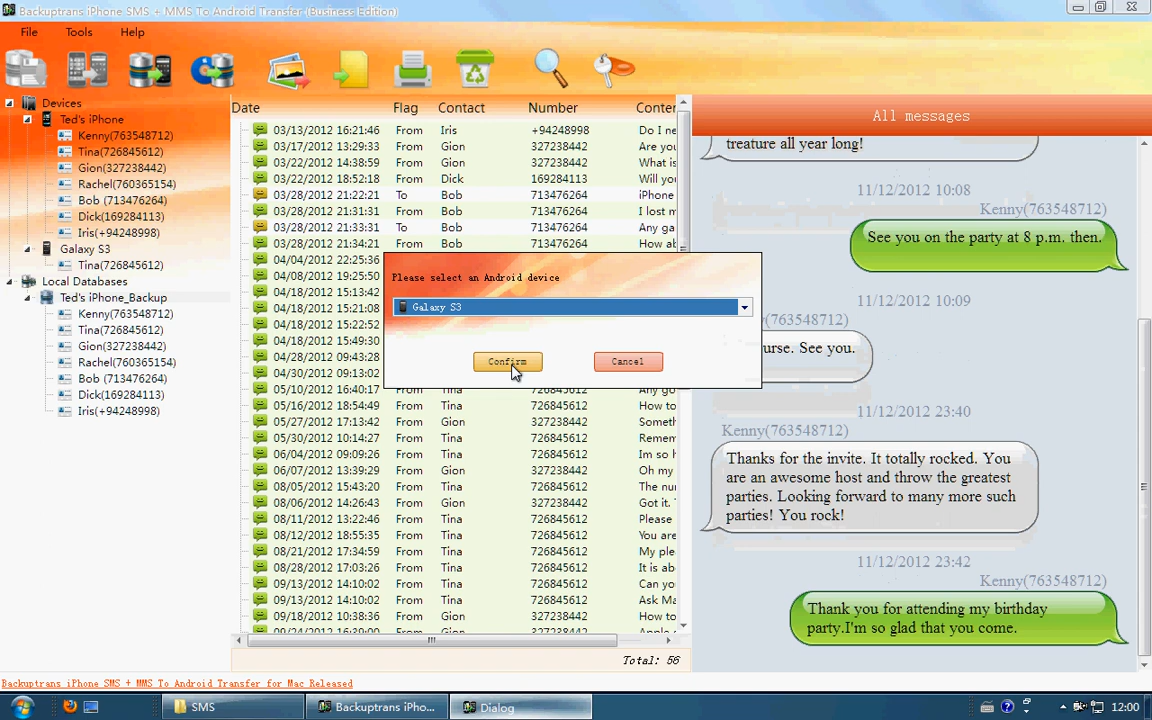 Backuptrans iPhone SMS + MMS To Android Transfer (Business Edition)
File Tools Help
Devices
Ted's iPhone
Kenny(763548712)
Tina(726845612)
Gion(327238442)
Rachel(760365154)
Bob (713476264)
Dick(169284113)
Iris(+94248998)
Galaxy S3
Tina(726845612)
Local Databases
Ted's iPhone_Backup
Kenny(763548712)
Tina(726845612)
Gion(327238442)
Rachel(760365154)
Bob (713476264)
Dick(169284113)
Iris(+94248998)
Date Flag Contact Number Conter
03/13/2012 16:21:46 From Iris +94248998 Do I ne
03/17/2012 13:29:33 From Gion 327238442 Are you
03/22/2012 14:38:59 From Gion 327238442 What is
03/22/2012 18:52:18 From Dick 169284113 Will you
03/28/2012 21:22:21 To Bob 713476264 iPhone
03/28/2012 21:31:31 From Bob 713476264 I lost m
03/28/2012 21:33:31 To Bob 713476264 Any ga
03/28/2012 21:34:21 From Bob 713476264 How ab
04/04/2012 22:25:36
04/08/2012 19:25:50
04/18/2012 15:13:42
04/18/2012 15:21:08
04/18/2012 15:22:52
04/18/2012 15:49:30
04/28/2012 09:43:28
04/30/2012 09:13:02
05/10/2012 16:40:17 From Tina 726845612 Any go
05/16/2012 18:54:49 From Tina 726845612 How to
05/27/2012 17:13:42 From Gion 327238442 Someth
05/30/2012 10:14:27 From Tina 726845612 Remem
06/04/2012 09:09:26 From Tina 726845612 Im so h
06/07/2012 13:39:29 From Gion 327238442 Oh my
08/05/2012 15:43:20 From Tina 726845612 The nu
08/06/2012 14:26:43 From Gion 327238442 Got it.
08/11/2012 13:22:46 From Tina 726845612 Please
08/12/2012 18:55:35 From Tina 726845612 You are
08/21/2012 17:34:59 From Tina 726845612 My ple
08/28/2012 17:03:26 From Tina 726845612 It is ab
09/13/2012 14:10:02 From Tina 726845612 Can yo
09/13/2012 14:10:02 From Tina 726845612 Ask Ma
09/18/2012 10:38:36 From Gion 327238442 How to
09/24/2012 16:39:00 From Gion 327238442 Apple
Total: 56
Please select an Android device
Galaxy S3
Confirm Cancel
All messages
treature all year long!
11/12/2012 10:08
Kenny(763548712)
See you on the party at 8 p.m. then.
11/12/2012 10:09
y(763548712)
urse. See you.
11/12/2012 23:40
Kenny(763548712)
Thanks for the invite. It totally rocked. You
are an awesome host and throw the greatest
parties. Looking forward to many more such
parties! You rock!
11/12/2012 23:42
Kenny(763548712)
Thank you for attending my birthday
party.I'm so glad that you come.
Backuptrans iPhone SMS + MMS To Android Transfer for Mac Released
SMS
Backuptrans iPho...
Dialog
12:00